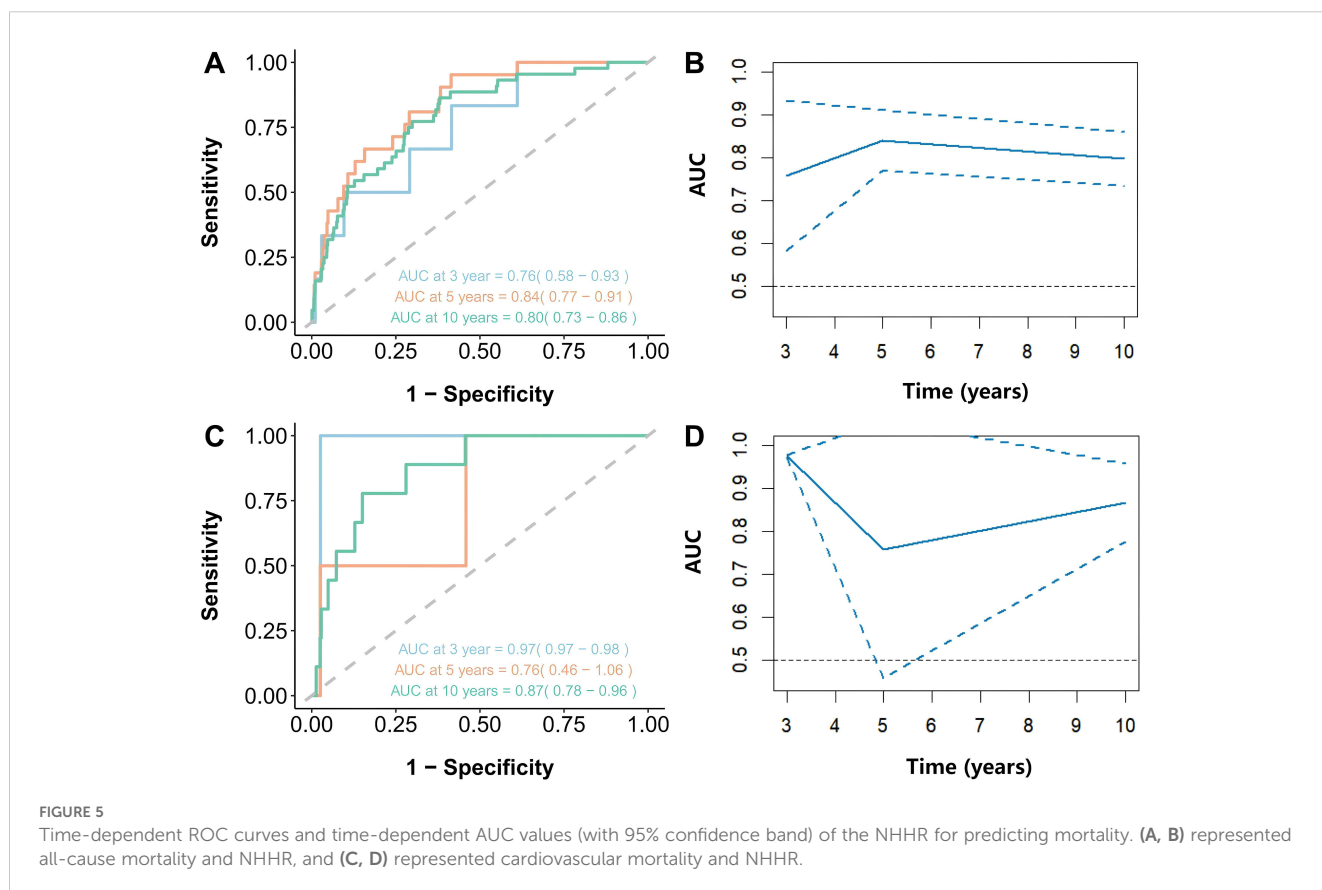 A
Sensitivity
1.00
0.75
0.50
0.25
0.00
AUC at 3 year = 0.76( 0.58 − 0.93 )
AUC at 5 years = 0.84( 0.77 − 0.91 )
AUC at 10 years = 0.80( 0.73 − 0.86 )
0.00 0.25 0.50 0.75 1.00
1 − Specificity
B
AUC
1.0
0.9
0.8
0.7
0.6
0.5
3 4 5 6 7 8 9 10
Time (years)
C
Sensitivity
1.00
0.75
0.50
0.25
0.00
AUC at 3 year = 0.97( 0.97 − 0.98 )
AUC at 5 years = 0.76( 0.46 − 1.06 )
AUC at 10 years = 0.87( 0.78 − 0.96 )
0.00 0.25 0.50 0.75 1.00
1 − Specificity
D
AUC
1.0
0.9
0.8
0.7
0.6
0.5
3 4 5 6 7 8 9 10
Time (years)
FIGURE 5
Time-dependent ROC curves and time-dependent AUC values (with 95% confidence band) of the NHHR for predicting mortality. (A, B) represented
all-cause mortality and NHHR, and (C, D) represented cardiovascular mortality and NHHR.